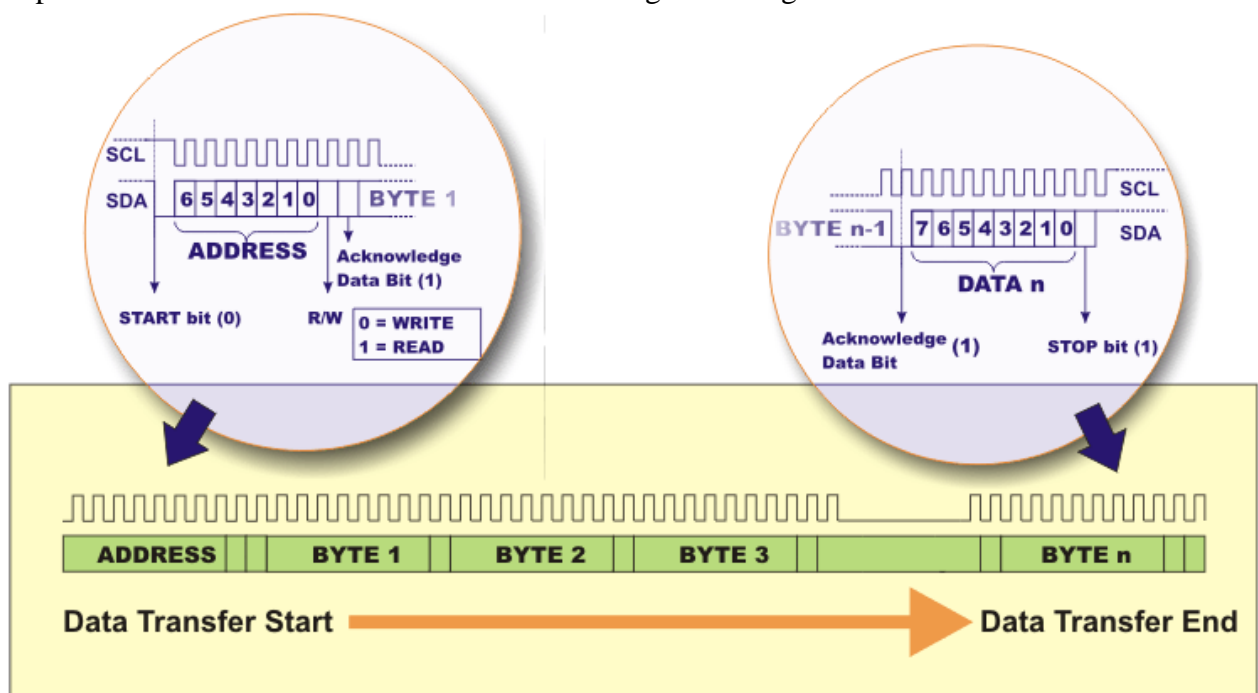 SCL
SDA 6 5 4 3 2 1 0 BYTE 1
ADDRESS
Acknowledge
Data Bit (1)
START bit (0) R/W 0 = WRITE
1 = READ
SCL
BYTE n-1 7 6 5 4 3 2 1 0 SDA
DATA n
Acknowledge (1)
Data Bit
STOP bit (1)
ADDRESS BYTE 1 BYTE 2 BYTE 3 BYTE n
Data Transfer Start Data Transfer End